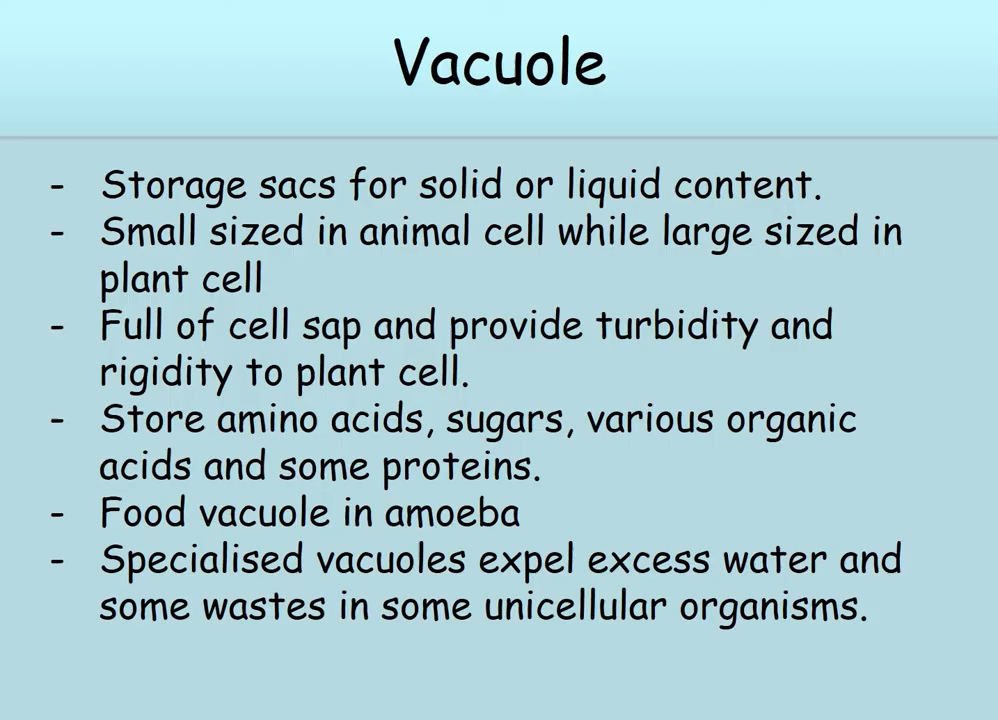 Vacuole
- Storage sacs for solid or liquid content.
- Small sized in animal cell while large sized in
plant cell
- Full of cell sap and provide turbidity and
rigidity to plant cell.
- Store amino acids, sugars, various organic
acids and some proteins.
- Food vacuole in amoeba
- Specialised vacuoles expel excess water and
some wastes in some unicellular organisms.